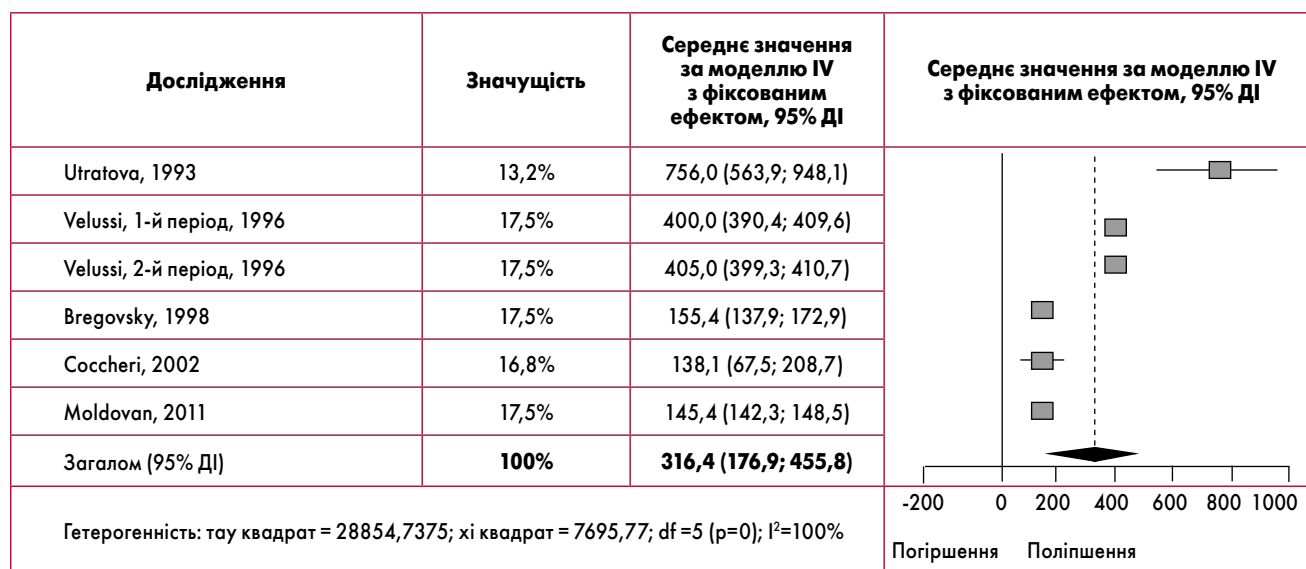 Дослідження
Значущість
Середнє значення
за моделлю IV
з фіксованим
ефектом, 95% ДІ
Середнє значення за моделлю IV
з фіксованим ефектом, 95% ДІ
Utratova, 1993 13,2% 756,0 (563,9; 948,1)
Velussi, 1-й період, 1996 17,5% 400,0 (390,4; 409,6)
Velussi, 2-й період, 1996 17,5% 405,0 (399,3; 410,7)
Bregovsky, 1998 17,5% 155,4 (137,9; 172,9)
Coccheri, 2002 16,8% 138,1 (67,5; 208,7)
Moldovan, 2011 17,5% 145,4 (142,3; 148,5)
Загалом (95% ДІ) 100% 316,4 (176,9; 455,8)
-200 0 200 400 600 800 1000
Гетерогенність: тау квадрат = 28854,7375; хі квадрат = 7695,77; df =5 (p=0); I²=100%
Погіршення Поліпшення